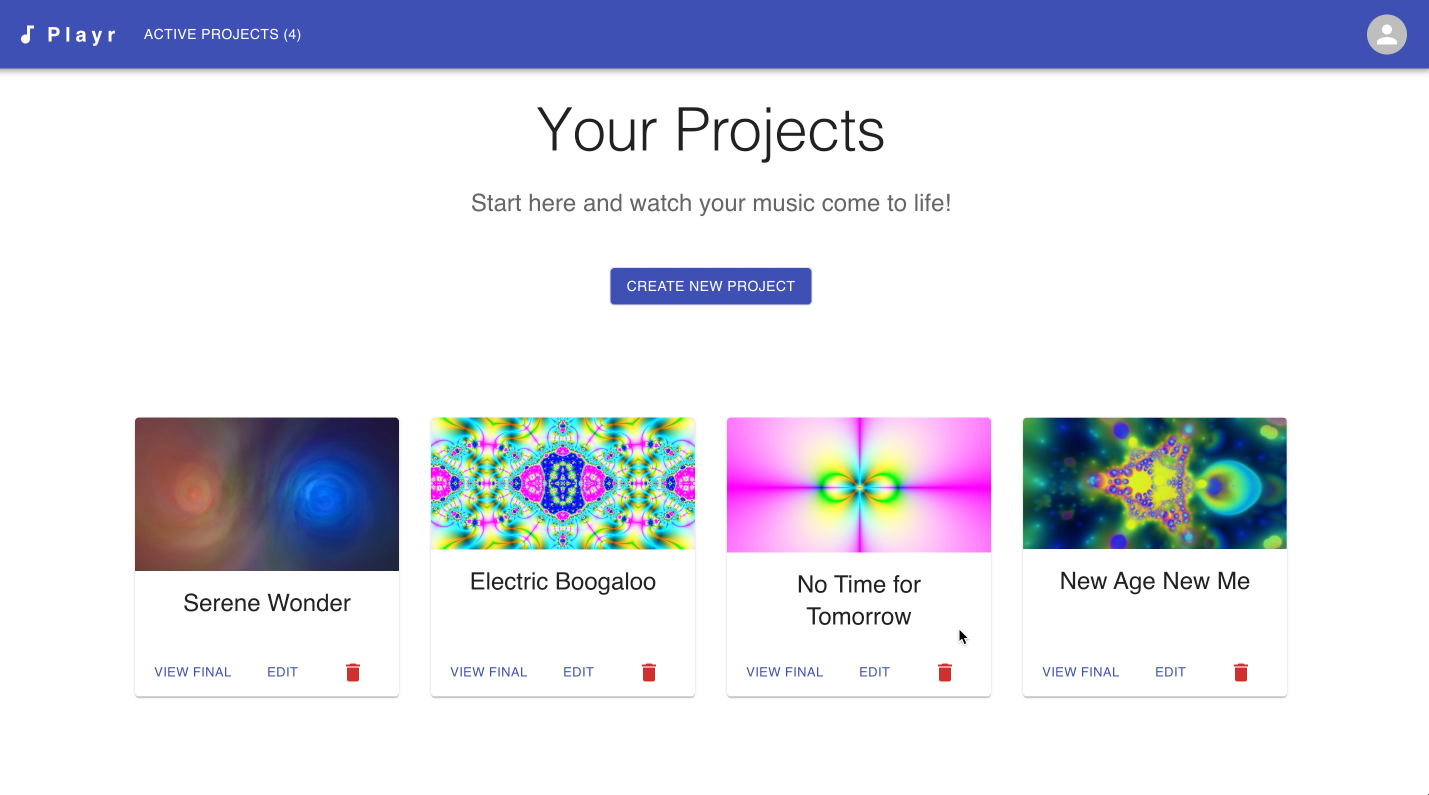 Playr ACTIVE PROJECTS (4)
Your Projects
Start here and watch your music come to life!
CREATE NEW PROJECT
Serene Wonder
VIEW FINAL EDIT
Electric Boogaloo
VIEW FINAL EDIT
No Time for
Tomorrow
VIEW FINAL EDIT
New Age New Me
VIEW FINAL EDIT